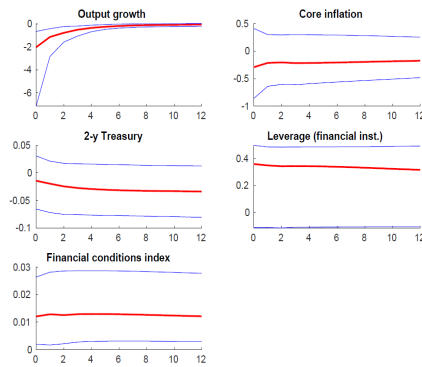 Output growth
0
-2
-4
-6
0 2 4 6 8 10 12
Core inflation
0.5
0
-0.5
-1
0 2 4 6 8 10 12
2-y Treasury
0.05
0
-0.05
-0.1
0 2 4 6 8 10 12
Leverage (financial inst.)
0.4
0.2
0
0 2 4 6 8 10 12
Financial conditions index
0.03
0.02
0.01
0
0 2 4 6 8 10 12